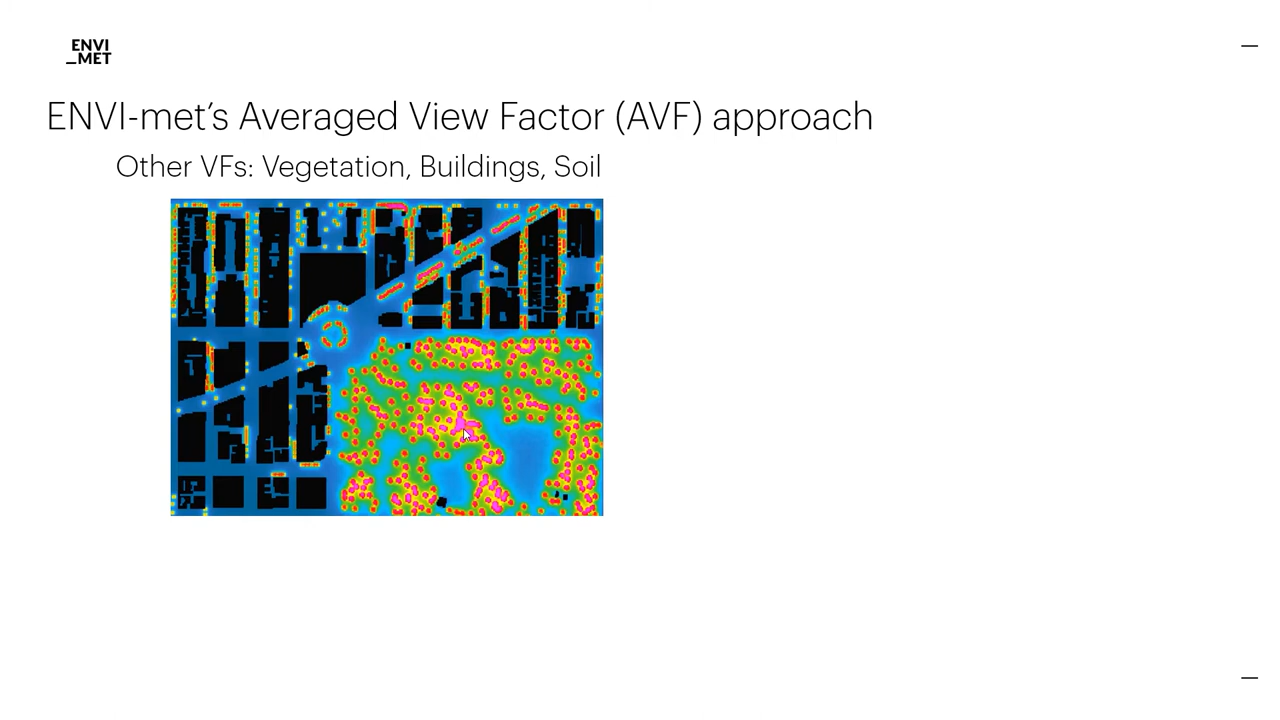 ENVI
_MET
ENVI-met’s Averaged View Factor (AVF) approach
Other VFs: Vegetation, Buildings, Soil